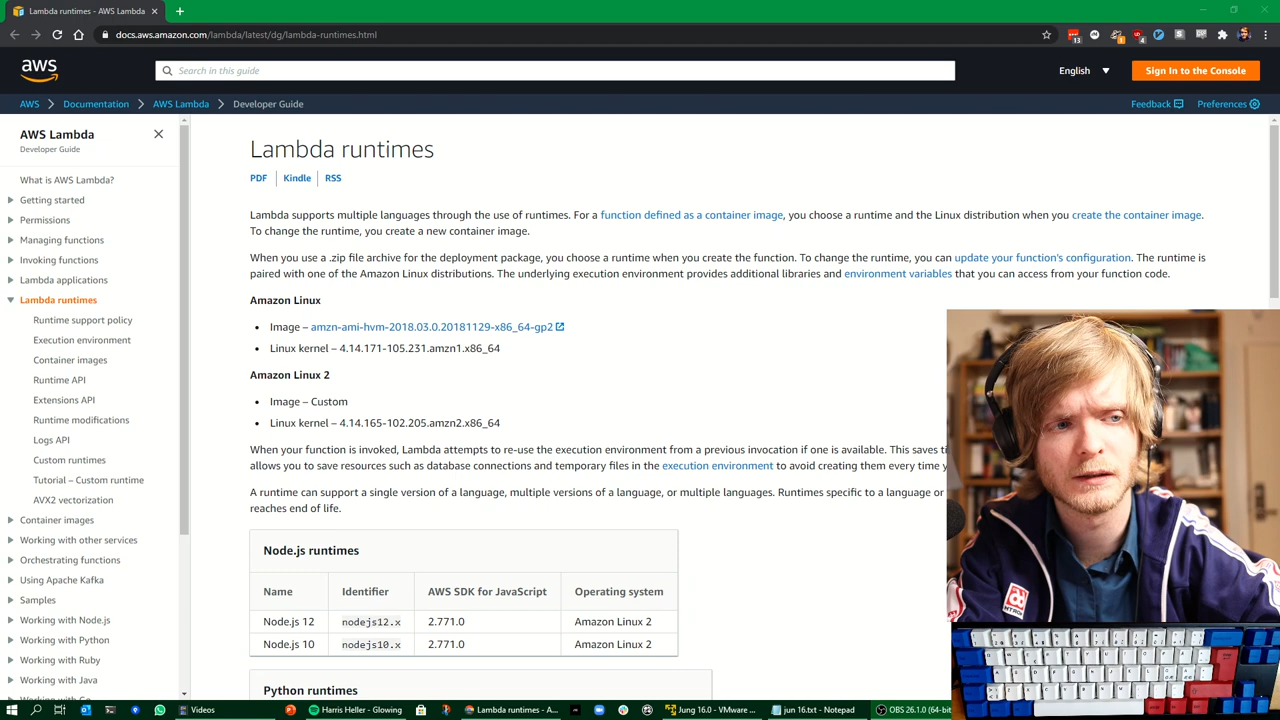 Lambda runtimes - AWS Lambda
docs.aws.amazon.com/lambda/latest/dg/lambda-runtimes.html
aws
Search in this guide
English
Sign In to the Console
AWS
Documentation
AWS Lambda
Developer Guide
Feedback
Preferences
AWS Lambda
Developer Guide
What is AWS Lambda?
Getting started
Permissions
Managing functions
Invoking functions
Lambda applications
Lambda runtimes
Runtime support policy
Execution environment
Container images
Runtime API
Extensions API
Runtime modifications
Logs API
Custom runtimes
Tutorial – Custom runtime
AVX2 vectorization
Container images
Working with other services
Orchestrating functions
Using Apache Kafka
Samples
Working with Node.js
Working with Python
Working with Ruby
Working with Java
Working with Go
Lambda runtimes
PDF
Kindle
RSS
Lambda supports multiple languages through the use of runtimes. For a function defined as a container image, you choose a runtime and the Linux distribution when you create the container image.
To change the runtime, you create a new container image.
When you use a .zip file archive for the deployment package, you choose a runtime when you create the function. To change the runtime, you can update your function's configuration. The runtime is
paired with one of the Amazon Linux distributions. The underlying execution environment provides additional libraries and environment variables that you can access from your function code.
Amazon Linux
• Image – amzn-ami-hvm-2018.03.0.20181129-x86_64-gp2
• Linux kernel – 4.14.171-105.231.amzn1.x86_64
Amazon Linux 2
• Image – Custom
• Linux kernel – 4.14.165-102.205.amzn2.x86_64
When your function is invoked, Lambda attempts to re-use the execution environment from a previous invocation if one is available. This saves ti
allows you to save resources such as database connections and temporary files in the execution environment to avoid creating them every time y
A runtime can support a single version of a language, multiple versions of a language, or multiple languages. Runtimes specific to a language or
reaches end of life.
Node.js runtimes
Name Identifier AWS SDK for JavaScript Operating system
Node.js 12 nodejs12.x 2.771.0 Amazon Linux 2
Node.js 10 nodejs10.x 2.771.0 Amazon Linux 2
Python runtimes
Videos
Harris Heller - Glowing
Lambda runtimes - A...
Jung 16.0 - VMware ...
jun 16.txt - Notepad
OBS 26.1.0 (64-bit